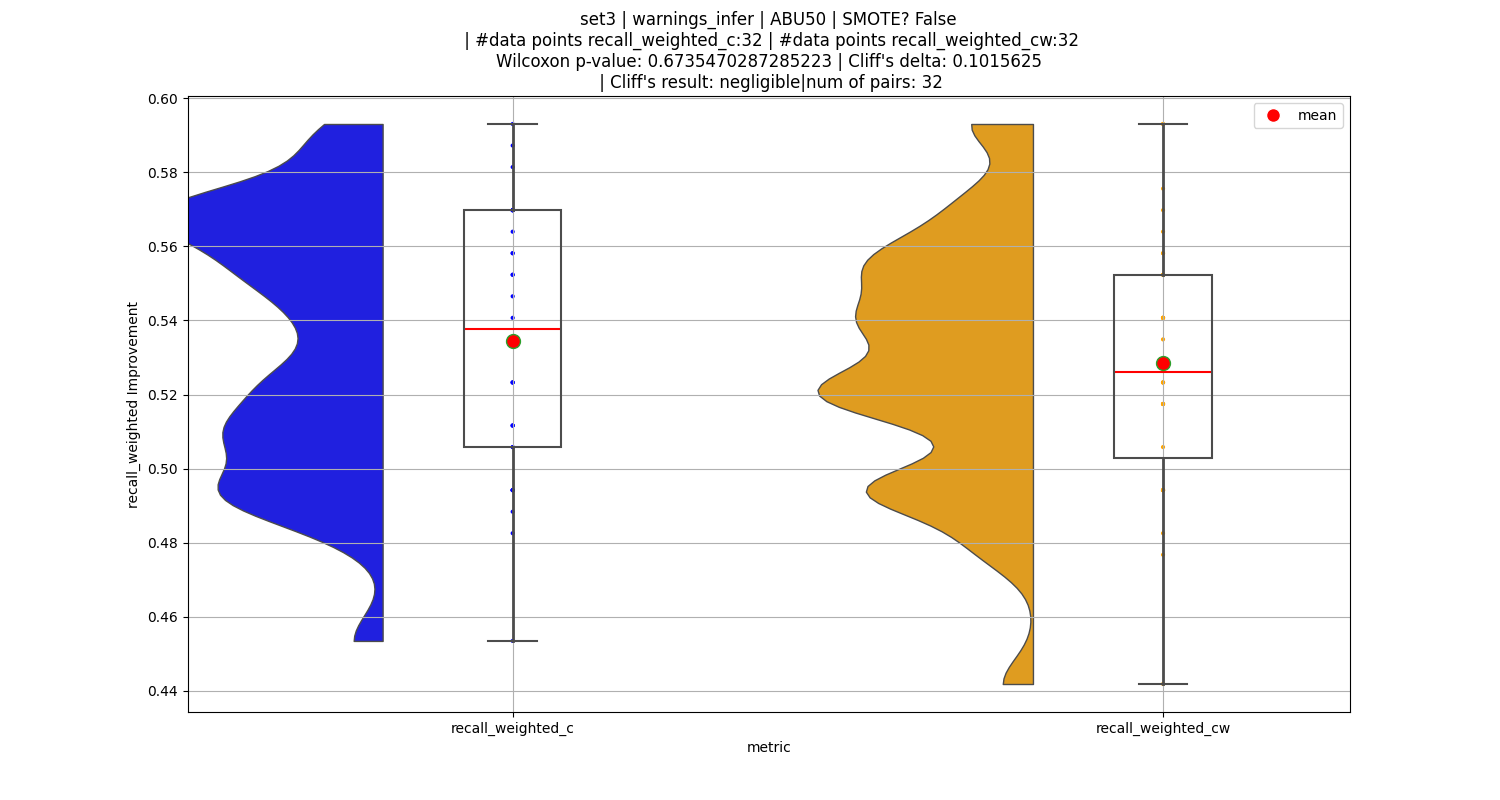 set3 | warnings_infer | ABU50 | SMOTE? False
| #data points recall_weighted_c:32 | #data points recall_weighted_cw:32
Wilcoxon p-value: 0.6735470287285223 | Cliff's delta: 0.1015625
| Cliff's result: negligible|num of pairs: 32
mean
0.60
0.58
0.56
0.54
0.52
0.50
0.48
0.46
0.44
recall_weighted Improvement
recall_weighted_c
recall_weighted_cw
metric